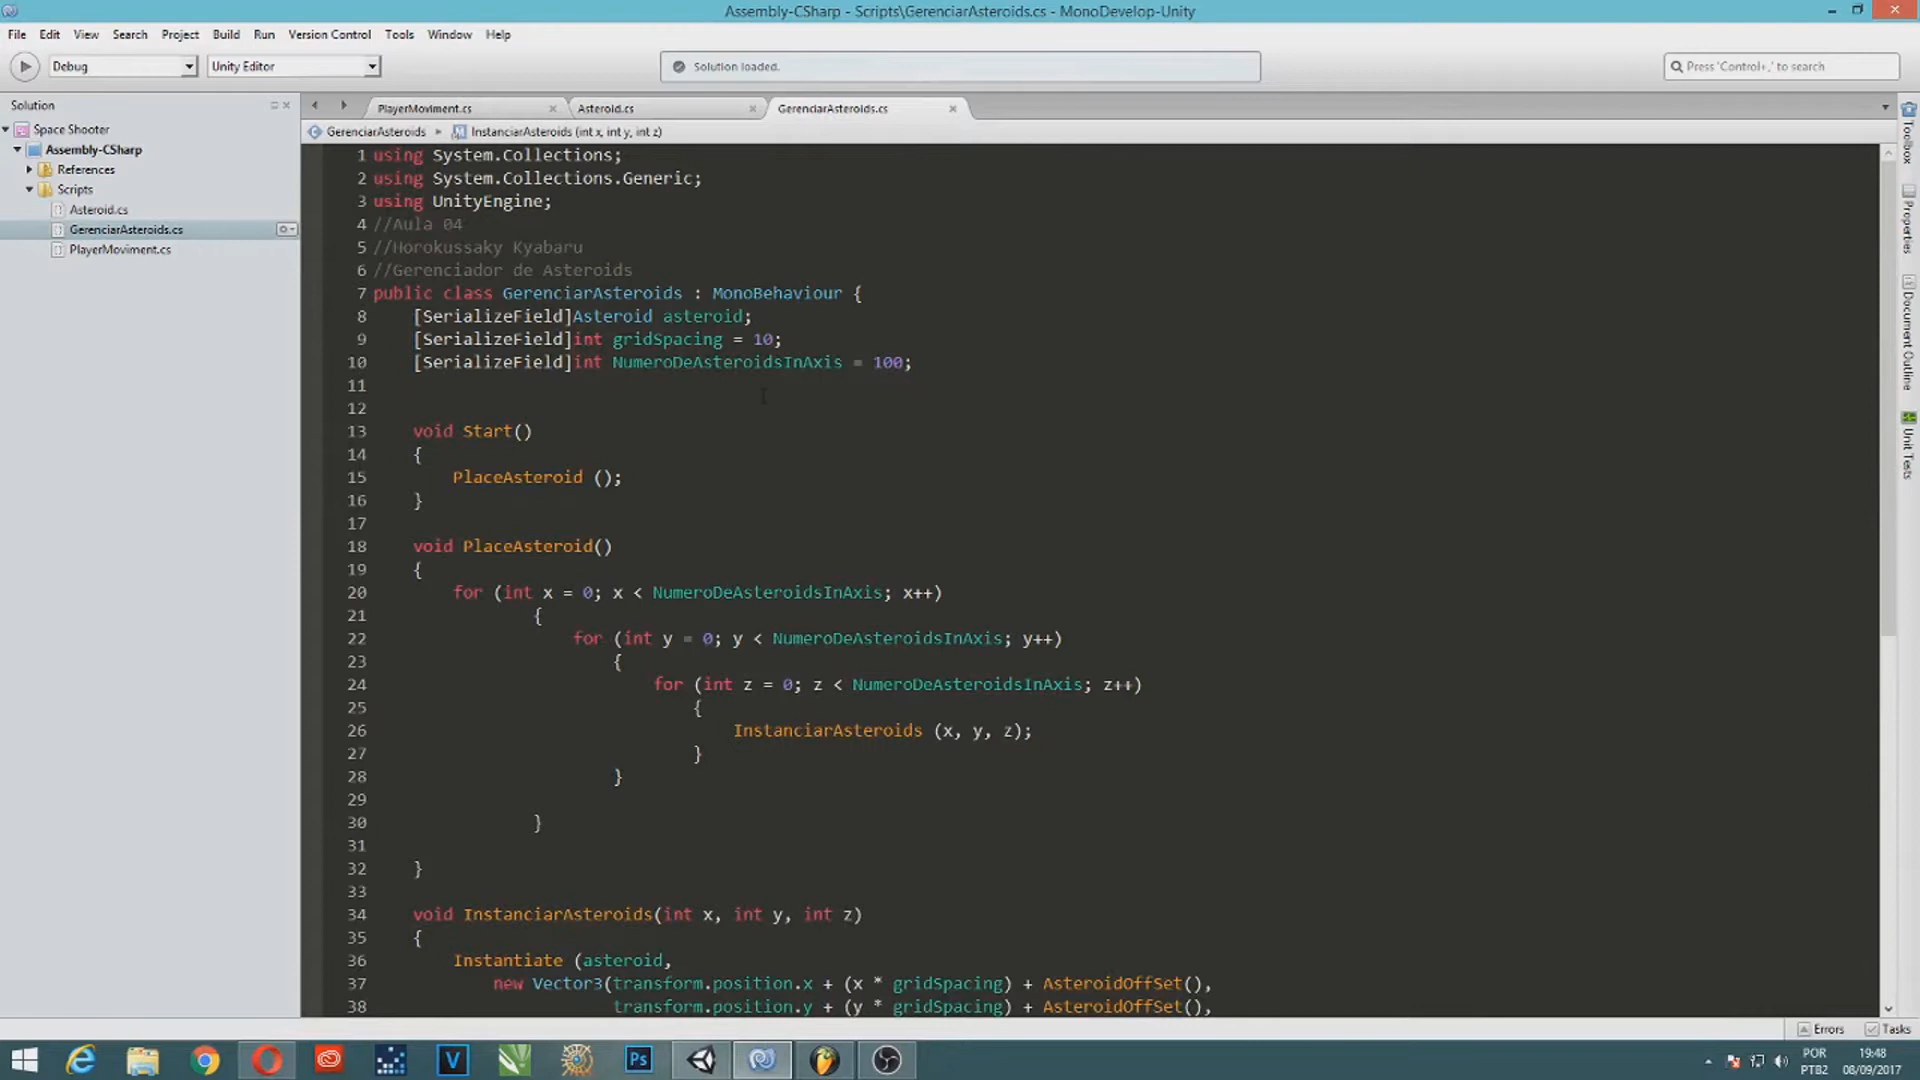 Assembly-CSharp - Scripts\GerenciarAsteroids.cs - MonoDevelop-Unity
File Edit View Search Project Build Run Version Control Tools Window Help
Debug Unity Editor Solution loaded. Press 'Control+,' to search
Solution PlayerMoviment.cs Asteroid.cs GerenciarAsteroids.cs
Space Shooter
Assembly-CSharp
References
Scripts
Asteroid.cs
GerenciarAsteroids.cs
PlayerMoviment.cs
GerenciarAsteroids InstanciarAsteroids (int x, int y, int z)
1 using System.Collections;
2 using System.Collections.Generic;
3 using UnityEngine;
4 //Aula 04
5 //Horokussaky Kyabaru
6 //Gerenciador de Asteroids
7 public class GerenciarAsteroids : MonoBehaviour {
8 [SerializeField]Asteroid asteroid;
9 [SerializeField]int gridSpacing = 10;
10 [SerializeField]int NumeroDeAsteroidsInAxis = 100;
11
12
13 void Start()
14 {
15 PlaceAsteroid ();
16 }
17
18 void PlaceAsteroid()
19 {
20 for (int x = 0; x < NumeroDeAsteroidsInAxis; x++)
21 {
22 for (int y = 0; y < NumeroDeAsteroidsInAxis; y++)
23 {
24 for (int z = 0; z < NumeroDeAsteroidsInAxis; z++)
25 {
26 InstanciarAsteroids (x, y, z);
27 }
28 }
29
30 }
31
32 }
33
34 void InstanciarAsteroids(int x, int y, int z)
35 {
36 Instantiate (asteroid,
37 new Vector3(transform.position.x + (x * gridSpacing) + AsteroidOffSet(),
38 transform.position.y + (y * gridSpacing) + AsteroidOffSet(),
Toolbox
Properties
Document Outline
Unit Tests
Errors Tasks
V Ps
POR 19:48
PTB2 08/09/2017